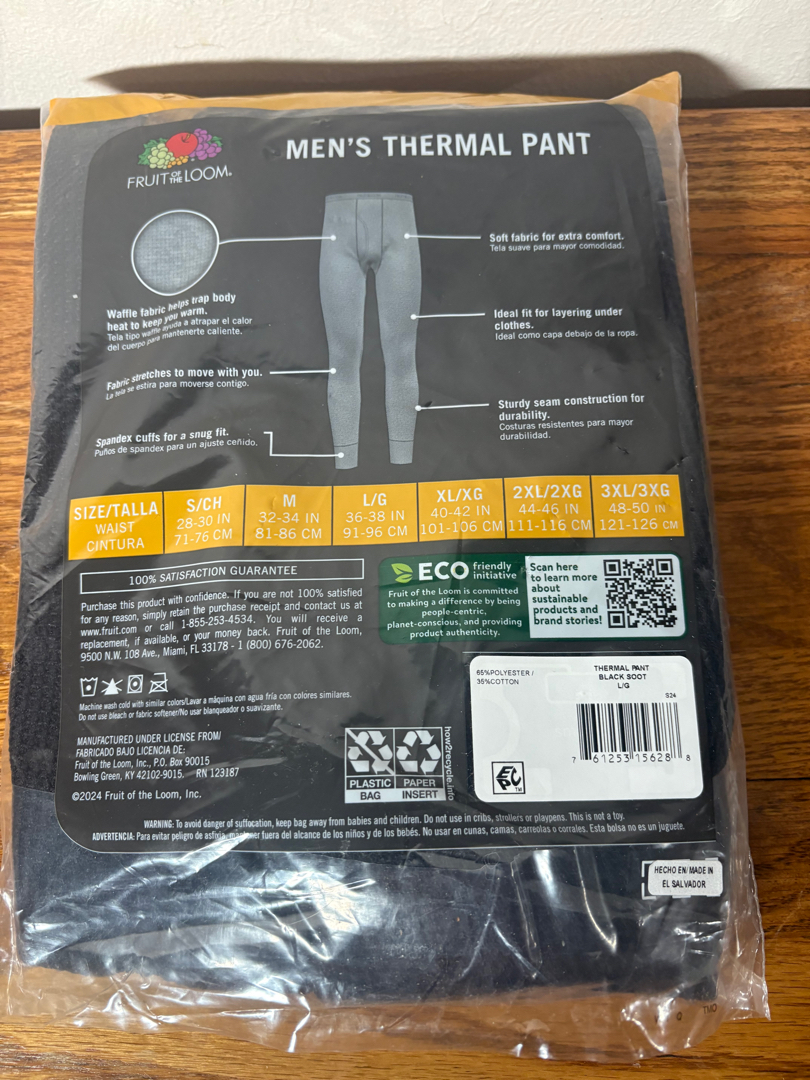 FRUIT OF THE LOOM®
MEN'S THERMAL PANT
Soft fabric for extra comfort.
Tela suave para mayor comodidad.
Waffle fabric helps trap body
heat to keep you warm.
Tela tipo waffle ayuda a atrapar el calor
del cuerpo para mantenerte caliente.
Ideal fit for layering under
clothes.
Ideal como capa debajo de la ropa.
Fabric stretches to move with you.
La tela se estira para moverse contigo.
Sturdy seam construction for
durability.
Costuras resistentes para mayor
durabilidad.
Spandex cuffs for a snug fit.
Puños de spandex para un ajuste ceñido.
SIZE/TALLA S/CH M L/G XL/XG 2XL/2XG 3XL/3XG
WAIST 28-30 IN 32-34 IN 36-38 IN 40-42 IN 44-46 IN 48-50 IN
CINTURA 71-76 CM 81-86 CM 91-96 CM 101-106 CM 111-116 CM 121-126 CM
100% SATISFACTION GUARANTEE
Purchase this product with confidence. If you are not 100% satisfied
for any reason, simply retain the purchase receipt and contact us at
www.fruit.com or call 1-855-253-4534. You will receive a
replacement, if available, or your money back. Fruit of the Loom,
9500 N.W. 108 Ave., Miami, FL 33178 - 1 (800) 676-2062.
ECO friendly
initiative
Fruit of the Loom is committed
to making a difference by being
people-centric,
planet-conscious, and providing
product authenticity.
Scan here
to learn more
about
sustainable
products and
brand stories!
Machine wash cold with similar colors/Lavar a máquina con agua fría con colores similares.
Do not use bleach or fabric softener/No usar blanqueador o suavizante.
MANUFACTURED UNDER LICENSE FROM/
FABRICADO BAJO LICENCIA DE:
Fruit of the Loom, Inc., P.O. Box 90015
Bowling Green, KY 42102-9015. RN 123187
©2024 Fruit of the Loom, Inc.
PLASTIC
BAG
PAPER
INSERT
how2recycle.info
65%POLYESTER /
35%COTTON
THERMAL PANT
BLACK SOOT
L/G
S24
7 61253 15628 8
EPC TM
WARNING: To avoid danger of suffocation, keep bag away from babies and children. Do not use in cribs, strollers or playpens. This is not a toy.
ADVERTENCIA: Para evitar peligro de asfixia, mantener fuera del alcance de los niños y de los bebés. No usar en cunas, camas, carreolas o corrales. Esta bolsa no es un juguete.
HECHO EN/MADE IN
EL SALVADOR